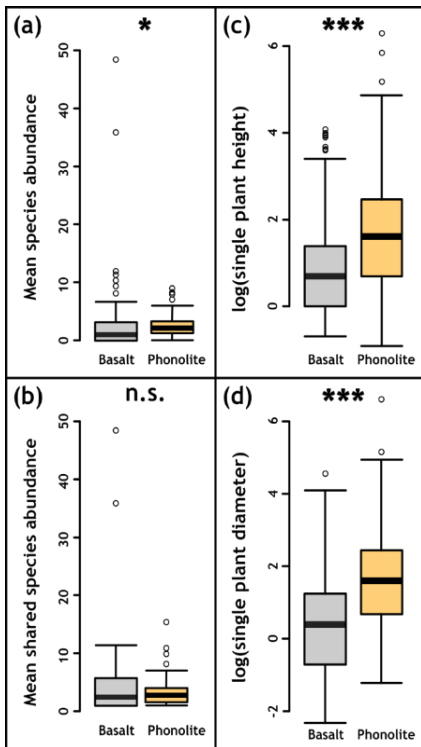 (a)
*
Mean species abundance
50
40
30
20
10
0
Basalt
Phonolite
(c)
***
log(single plant height)
6
4
2
0
Basalt
Phonolite
(b)
n.s.
Mean shared species abundance
50
40
30
20
10
0
Basalt
Phonolite
(d)
***
log(single plant diameter)
6
4
2
0
-2
Basalt
Phonolite